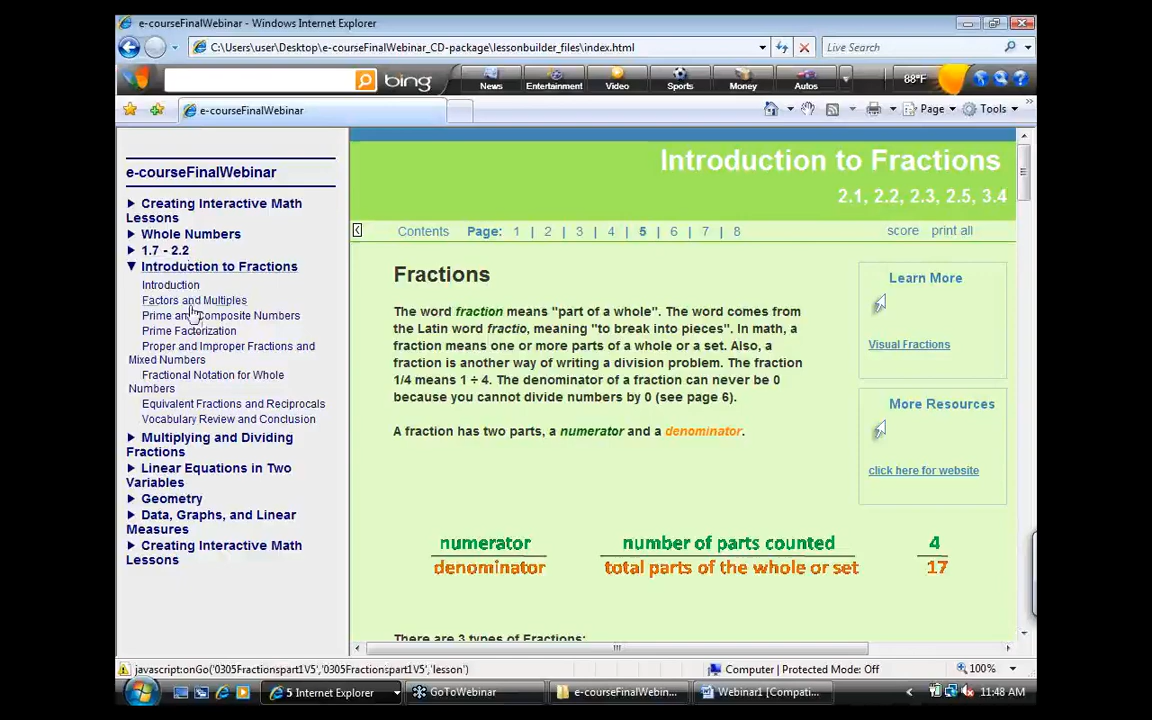 e-courseFinalWebinar - Windows Internet Explorer
C:\Users\user\Desktop\e-courseFinalWebinar_CD-package\lessonbuilder_files\index.html
Live Search
bing
News
Entertainment
Video
Sports
Money
Autos
88°F
e-courseFinalWebinar
Page
Tools
e-courseFinalWebinar
Creating Interactive Math
Lessons
Whole Numbers
1.7 - 2.2
Introduction to Fractions
Introduction
Factors and Multiples
Prime and Composite Numbers
Prime Factorization
Proper and Improper Fractions and
Mixed Numbers
Fractional Notation for Whole
Numbers
Equivalent Fractions and Reciprocals
Vocabulary Review and Conclusion
Multiplying and Dividing
Fractions
Linear Equations in Two
Variables
Geometry
Data, Graphs, and Linear
Measures
Creating Interactive Math
Lessons
Introduction to Fractions
2.1, 2.2, 2.3, 2.5, 3.4
Contents Page: 1 | 2 | 3 | 4 | 5 | 6 | 7 | 8 score print all
Fractions
The word fraction means "part of a whole". The word comes from
the Latin word fractio, meaning "to break into pieces". In math, a
fraction means one or more parts of a whole or a set. Also, a
fraction is another way of writing a division problem. The fraction
1/4 means 1 ÷ 4. The denominator of a fraction can never be 0
because you cannot divide numbers by 0 (see page 6).
A fraction has two parts, a numerator and a denominator.
Learn More
Visual Fractions
More Resources
click here for website
numerator number of parts counted 4
denominator total parts of the whole or set 17
There are 3 types of Fractions:
javascript:onGo('0305Fractionspart1V5','0305Fractionspart1V5','lesson')
Computer | Protected Mode: Off
100%
5 Internet Explorer
GoToWebinar
e-courseFinalWebin...
Webinar1 [Compati...
11:48 AM